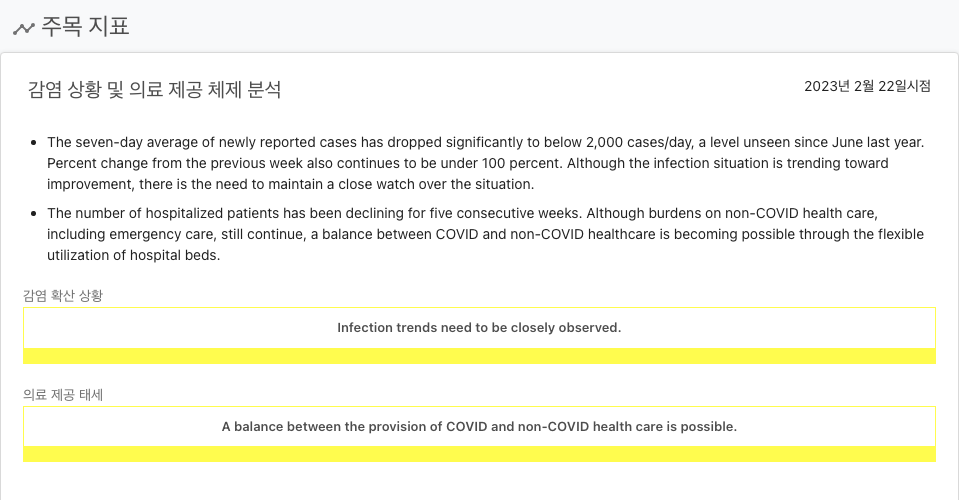 주목 지표
감염 상황 및 의료 제공 체제 분석
2023년 2월 22일시점
The seven-day average of newly reported cases has dropped significantly to below 2,000 cases/day, a level unseen since June last year.
Percent change from the previous week also continues to be under 100 percent. Although the infection situation is trending toward
improvement, there is the need to maintain a close watch over the situation.
The number of hospitalized patients has been declining for five consecutive weeks. Although burdens on non-COVID health care,
including emergency care, still continue, a balance between COVID and non-COVID healthcare is becoming possible through the flexible
utilization of hospital beds.
감염 확산 상황
Infection trends need to be closely observed.
의료 제공 태세
A balance between the provision of COVID and non-COVID health care is possible.